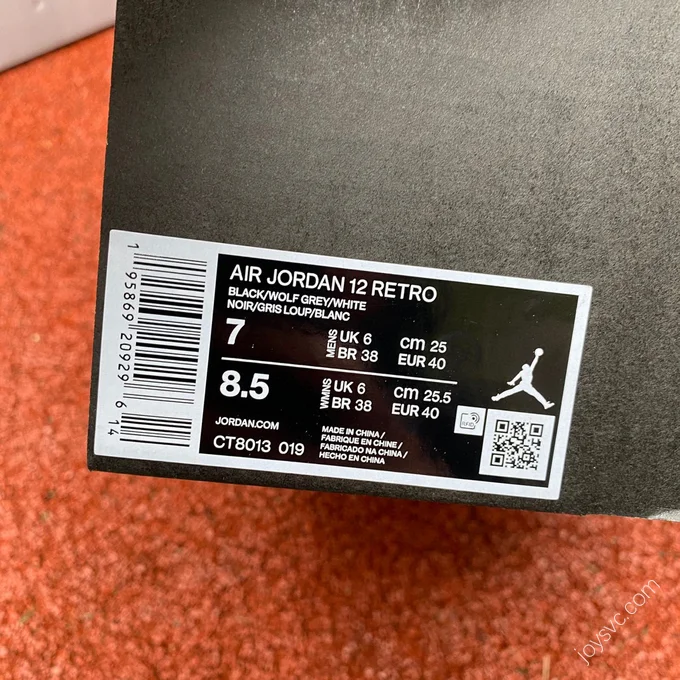 AIR JORDAN 12 RETRO
BLACK/WOLF GREY/WHITE
NOIR/GRIS LOUP/BLANC
7 MENS UK 6 cm 25
BR 38 EUR 40
8.5 WMNS UK 6 cm 25.5
BR 38 EUR 40
JORDAN.COM
CT8013 019
MADE IN CHINA/
FABRIQUE EN CHINE/
FABRICADO NA CHINA/
HECHO EN CHINA
RFID
1 95869 20929 6 14
joysvc.com